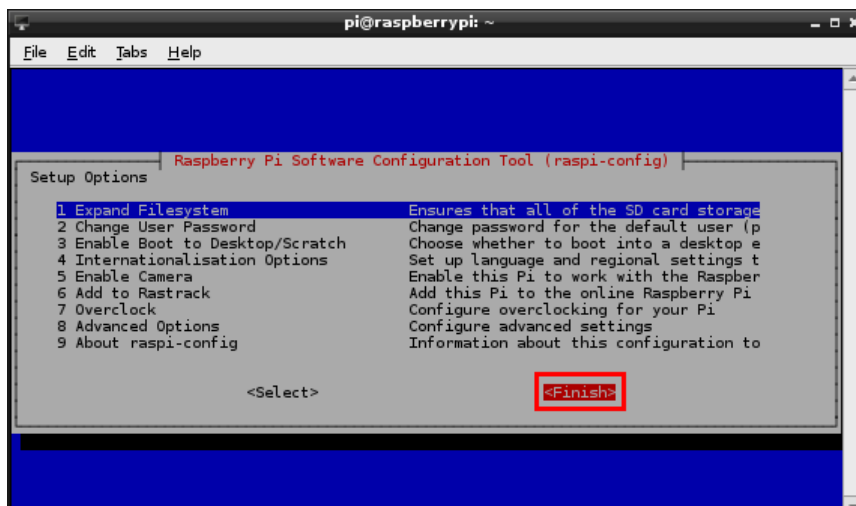 pi@raspberrypi: ~
File Edit Tabs Help
Raspberry Pi Software Configuration Tool (raspi-config)
Setup Options
1 Expand Filesystem Ensures that all of the SD card storage
2 Change User Password Change password for the default user (p
3 Enable Boot to Desktop/Scratch Choose whether to boot into a desktop e
4 Internationalisation Options Set up language and regional settings t
5 Enable Camera Enable this Pi to work with the Raspber
6 Add to Rastrack Add this Pi to the online Raspberry Pi
7 Overclock Configure overclocking for your Pi
8 Advanced Options Configure advanced settings
9 About raspi-config Information about this configuration to
<Select> <Finish>